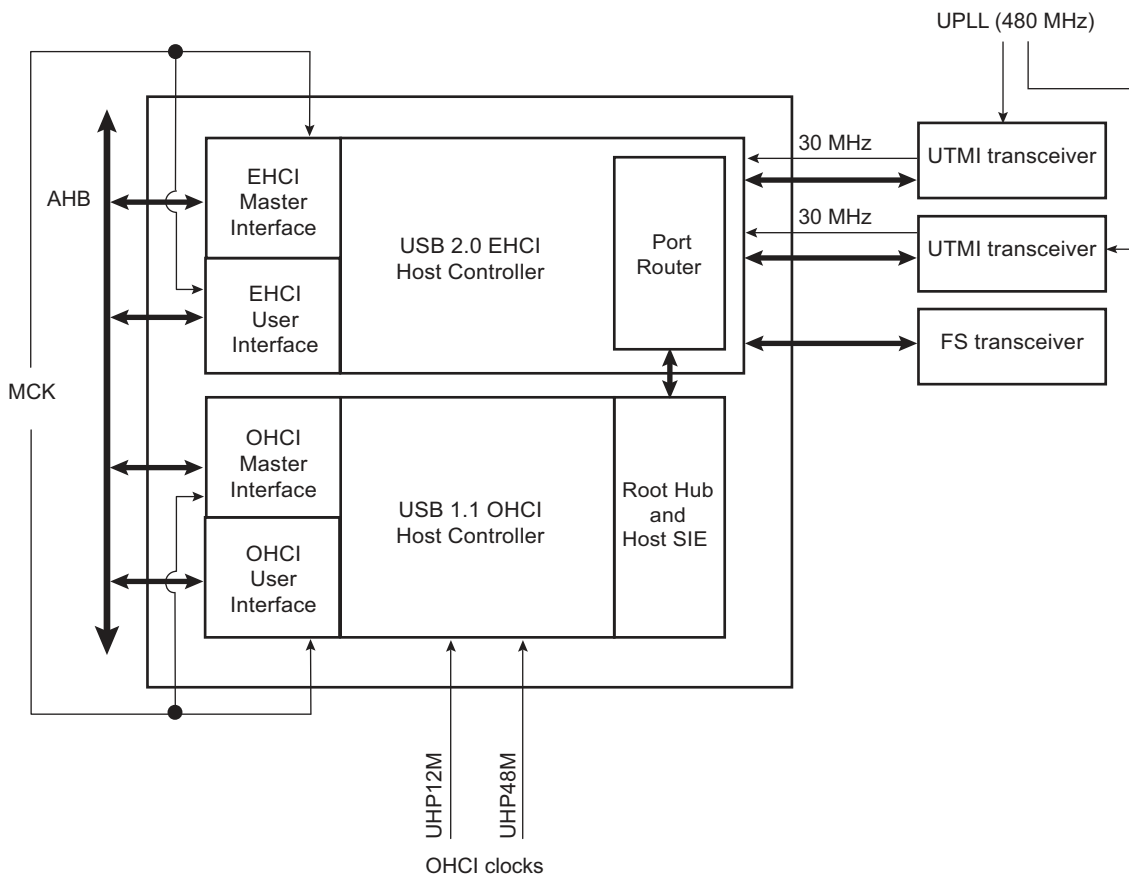 UPLL (480 MHz)
30 MHz
UTMI transceiver
EHCI
Master
Interface
AHB
USB 2.0 EHCI
Host Controller
Port
Router
30 MHz
UTMI transceiver
EHCI
User
Interface
FS transceiver
MCK
OHCI
Master
Interface
USB 1.1 OHCI
Host Controller
Root Hub
and
Host SIE
OHCI
User
Interface
UHP12M
UHP48M
OHCI clocks